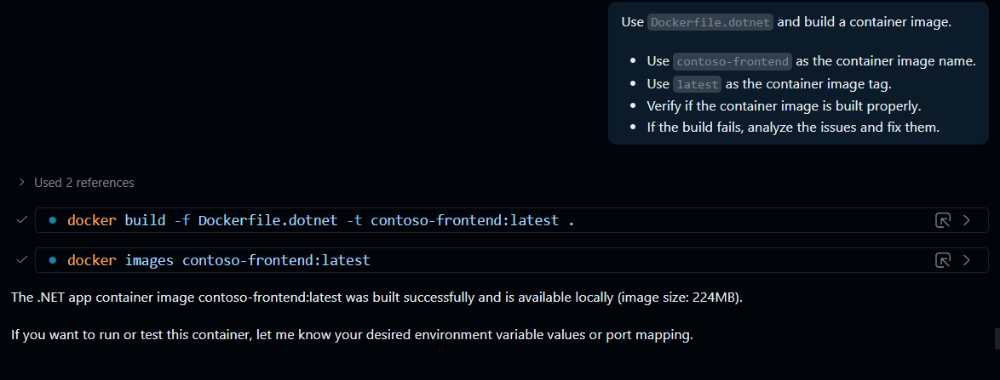 Use Dockerfile.dotnet and build a container image.
• Use contoso-frontend as the container image name.
• Use latest as the container image tag.
• Verify if the container image is built properly.
• If the build fails, analyze the issues and fix them.
Used 2 references
docker build -f Dockerfile.dotnet -t contoso-frontend:latest .
docker images contoso-frontend:latest
The .NET app container image contoso-frontend:latest was built successfully and is available locally (image size: 224MB).
If you want to run or test this container, let me know your desired environment variable values or port mapping.